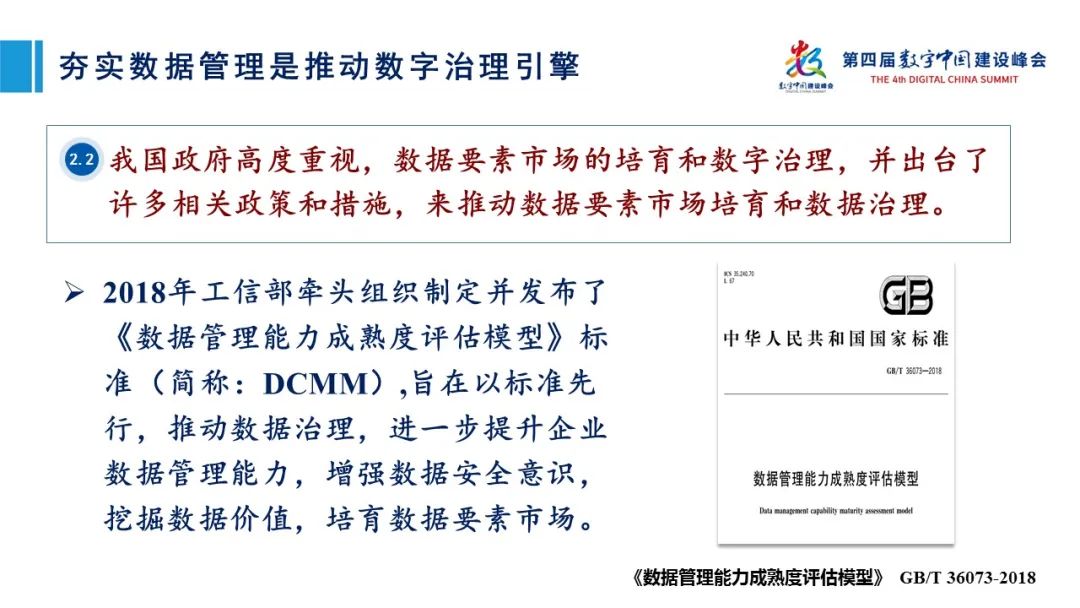 夯实数据管理是推动数字治理引擎
数字中国建设峰会
DIGITAL CHINA SUMMIT
第四届数字中国建设峰会
THE 4th DIGITAL CHINA SUMMIT
2.2 我国政府高度重视，数据要素市场的培育和数字治理，并出台了
许多相关政策和措施，来推动数据要素市场培育和数据治理。
➢ 2018年工信部牵头组织制定并发布了
《数据管理能力成熟度评估模型》标
准（简称：DCMM）,旨在以标准先
行，推动数据治理，进一步提升企业
数据管理能力，增强数据安全意识，
挖掘数据价值，培育数据要素市场。
ICS 35.240.70
L 67
GB
中华人民共和国国家标准
GB/T 36073—2018
数据管理能力成熟度评估模型
Data management capability maturity assessment model
《数据管理能力成熟度评估模型》 GB/T 36073-2018